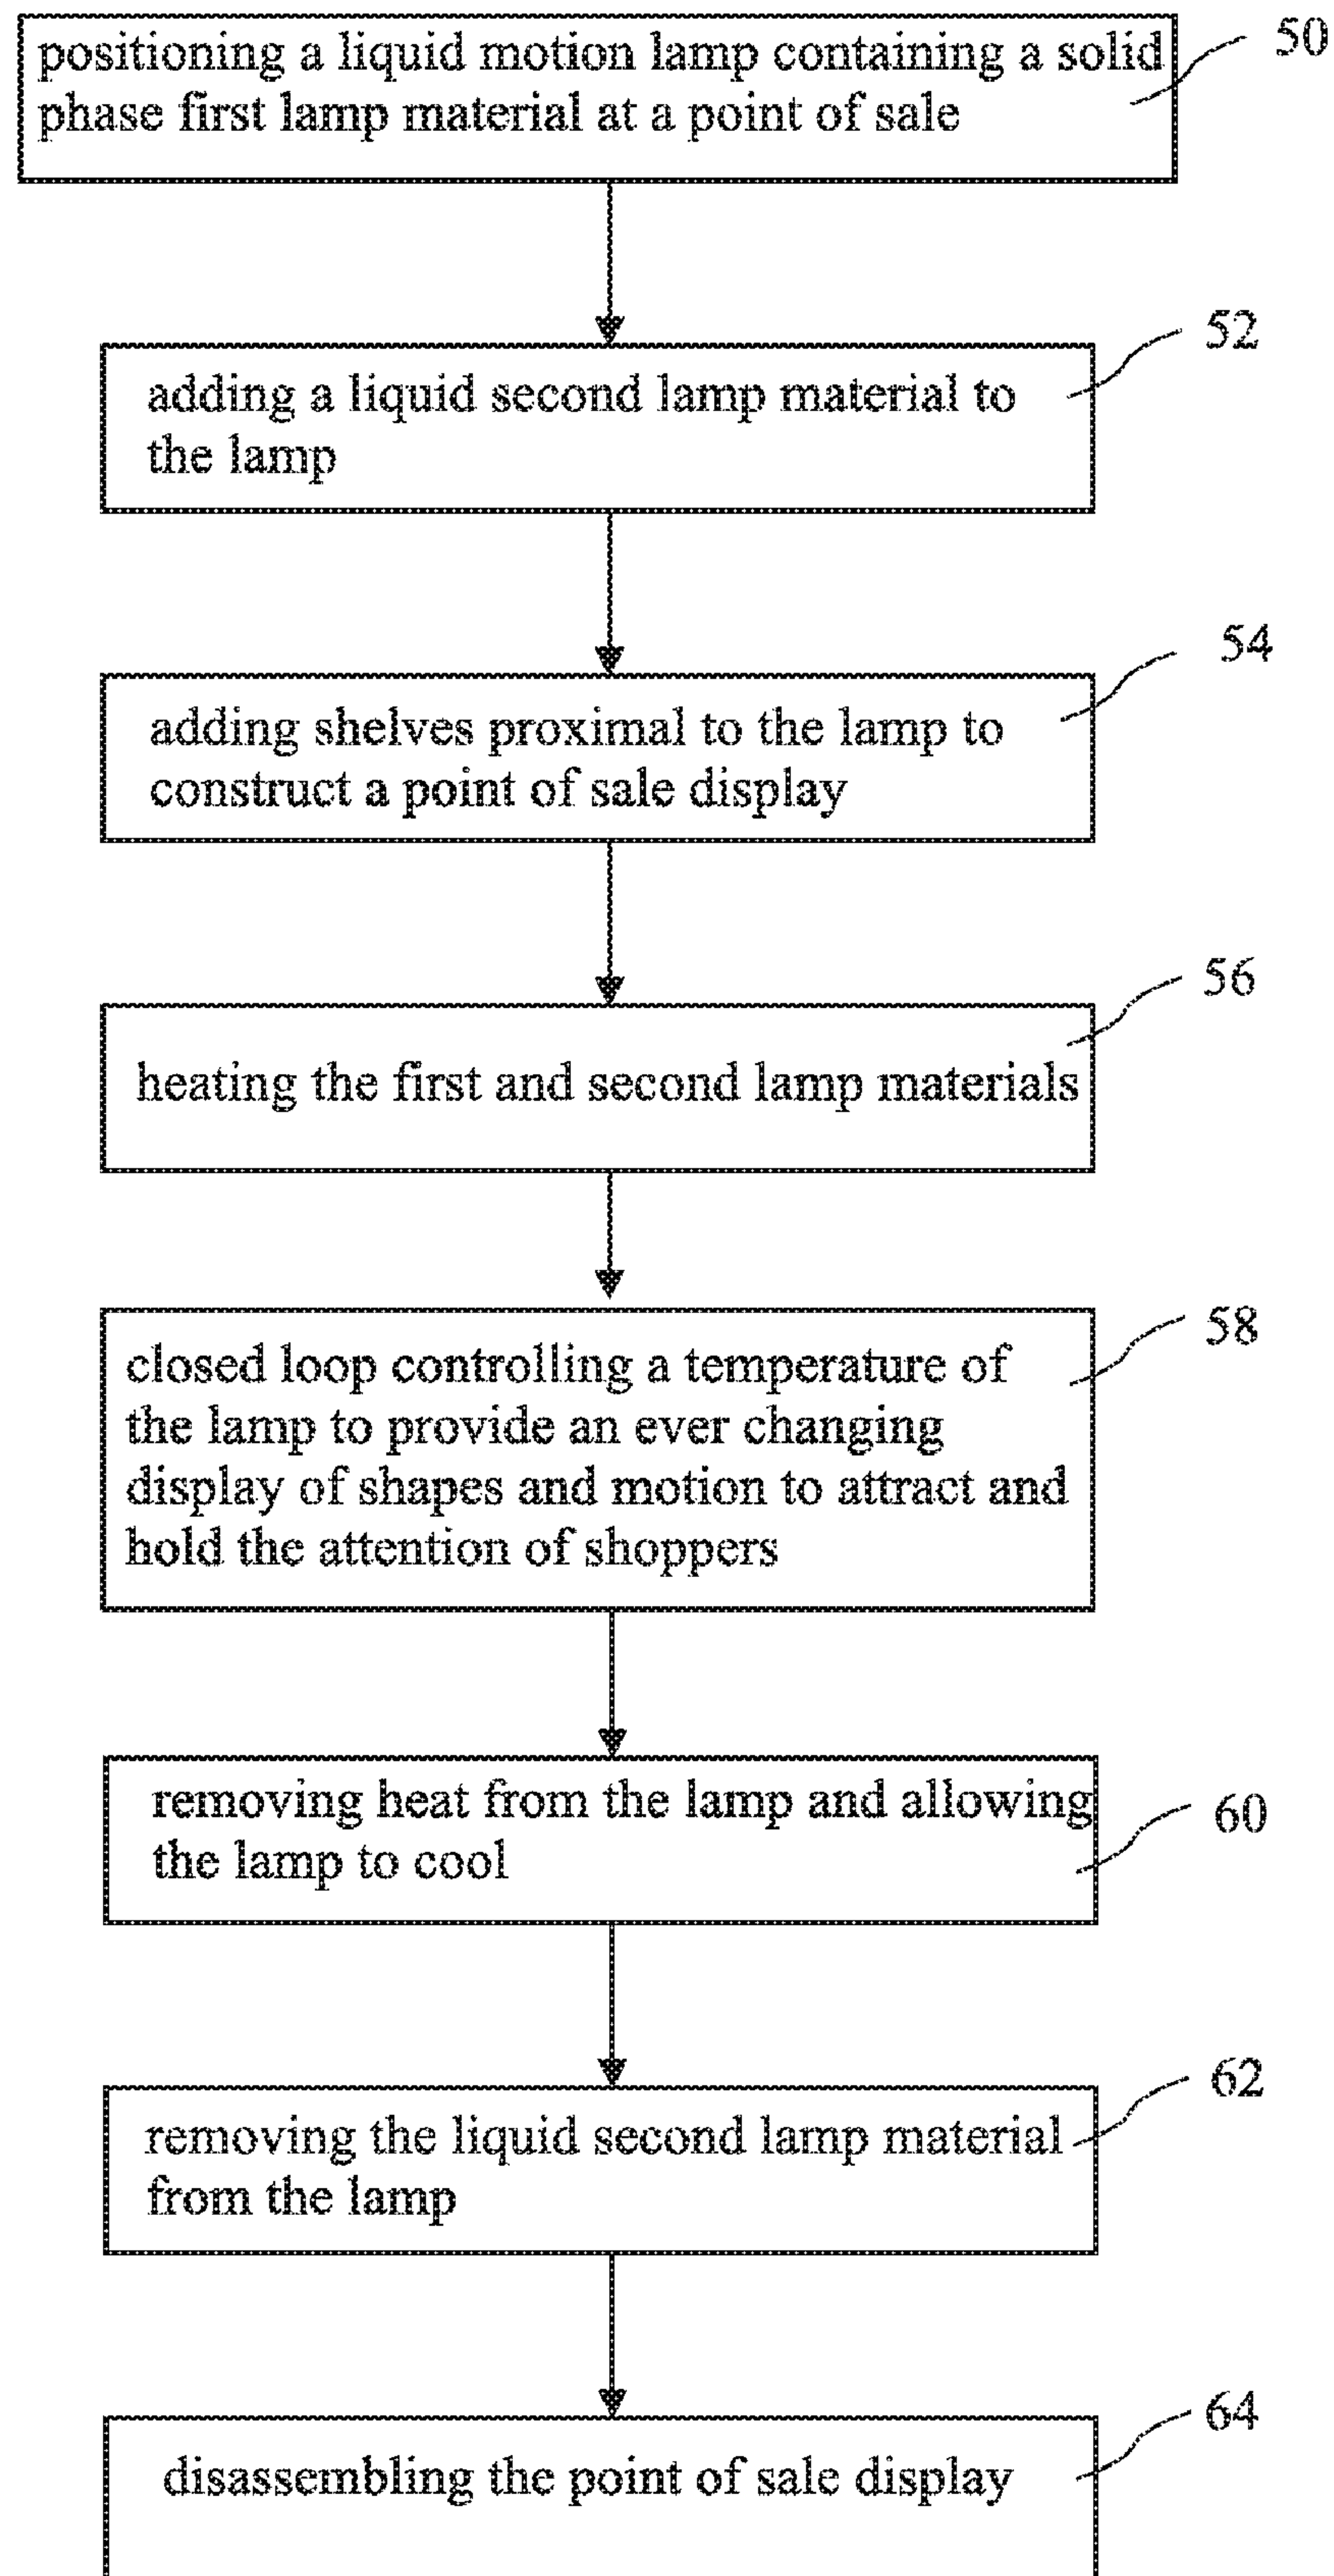 positioning a liquid motion lamp containing a solid
phase first lamp material at a point of sale
50
adding a liquid second lamp material to
the lamp
52
adding shelves proximal to the lamp to
construct a point of sale display
54
heating the first and second lamp materials
56
closed loop controlling a temperature of
the lamp to provide an ever changing
display of shapes and motion to attract and
hold the attention of shoppers
58
removing heat from the lamp and allowing
the lamp to cool
60
removing the liquid second lamp material
from the lamp
62
disassembling the point of sale display
64